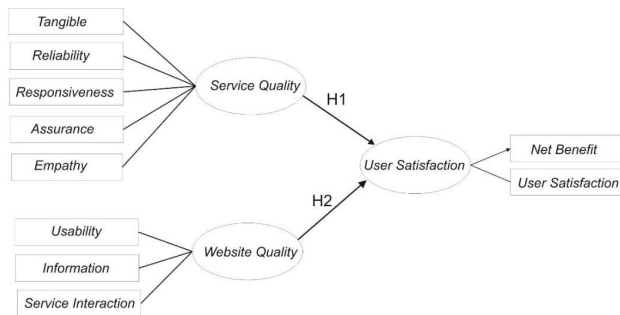 Tangible
Reliability
Responsiveness
Assurance
Empathy
Service Quality
H1
User Satisfaction
Net Benefit
User Satisfaction
H2
Usability
Information
Service Interaction
Website Quality